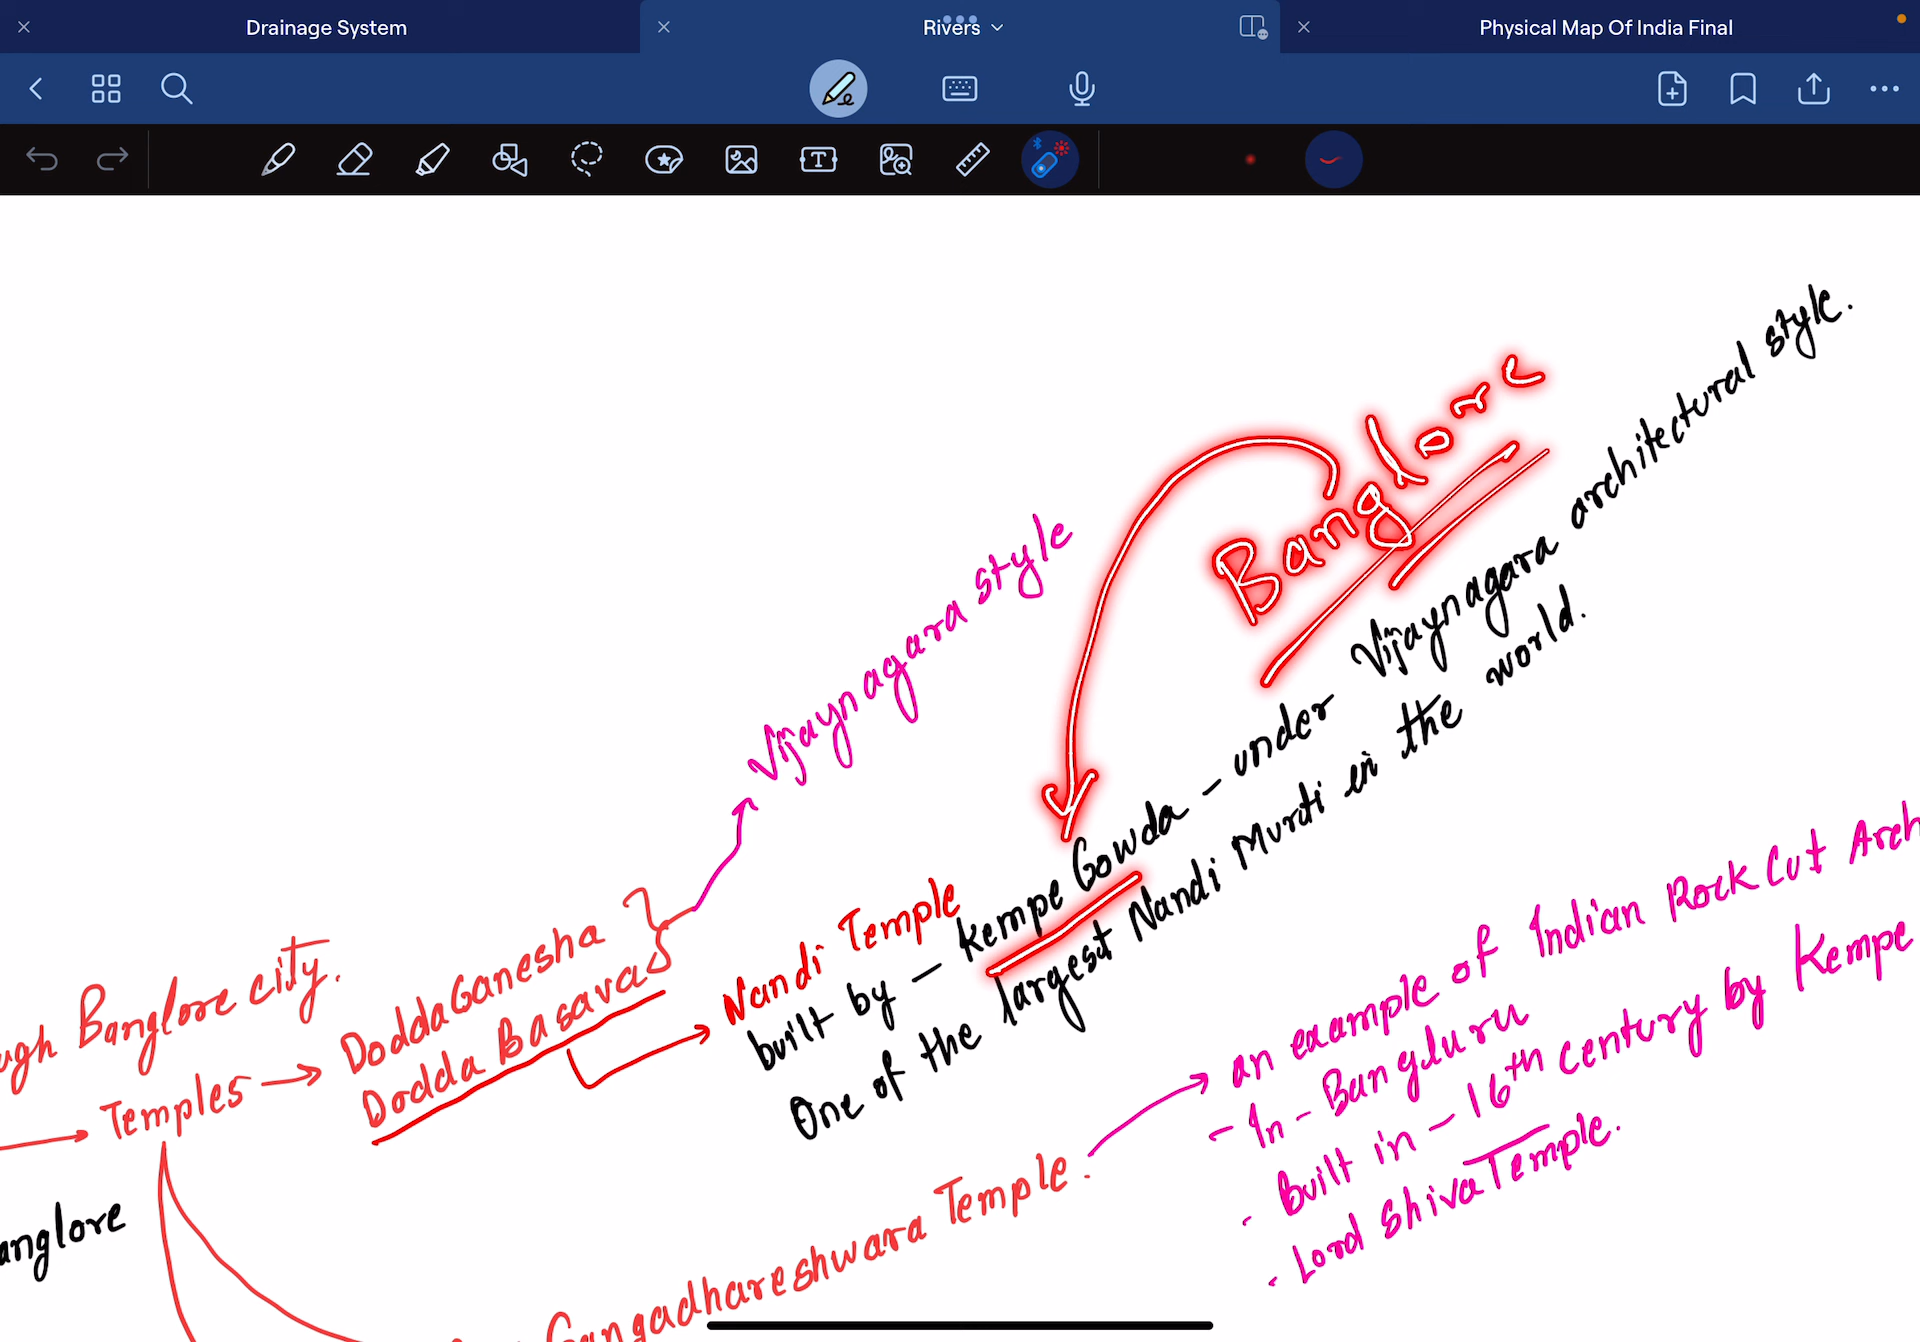 Drainage System
Rivers
Physical Map Of India Final
Banglore
Vijaynagara style
Nandi Temple
built by – Kempe Gowda – under Vijaynagara architectural style.
One of the largest Nandi Murti in the world.
ugh Banglore city.
Temples → Dodda Ganesha
Dodda Basava
anglore
Gangadhareshwara Temple.
an example of Indian Rock Cut Arch
– In – Bangluru
- Built in – 16th century by Kempe
- Lord Shiva Temple.